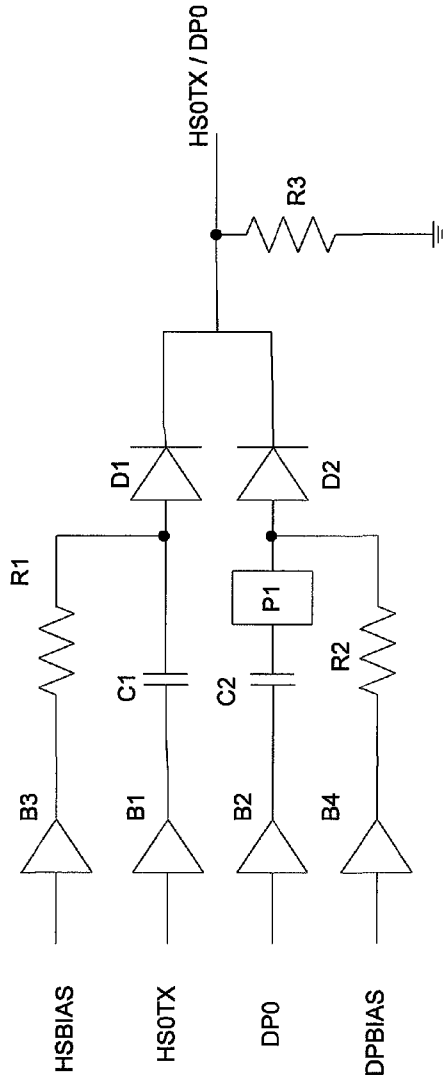 HSBIAS
HS0TX
DP0
DPBIAS
B3
B1
B2
B4
R1
C1
C2
P1
R2
D1
D2
R3
HS0TX / DP0